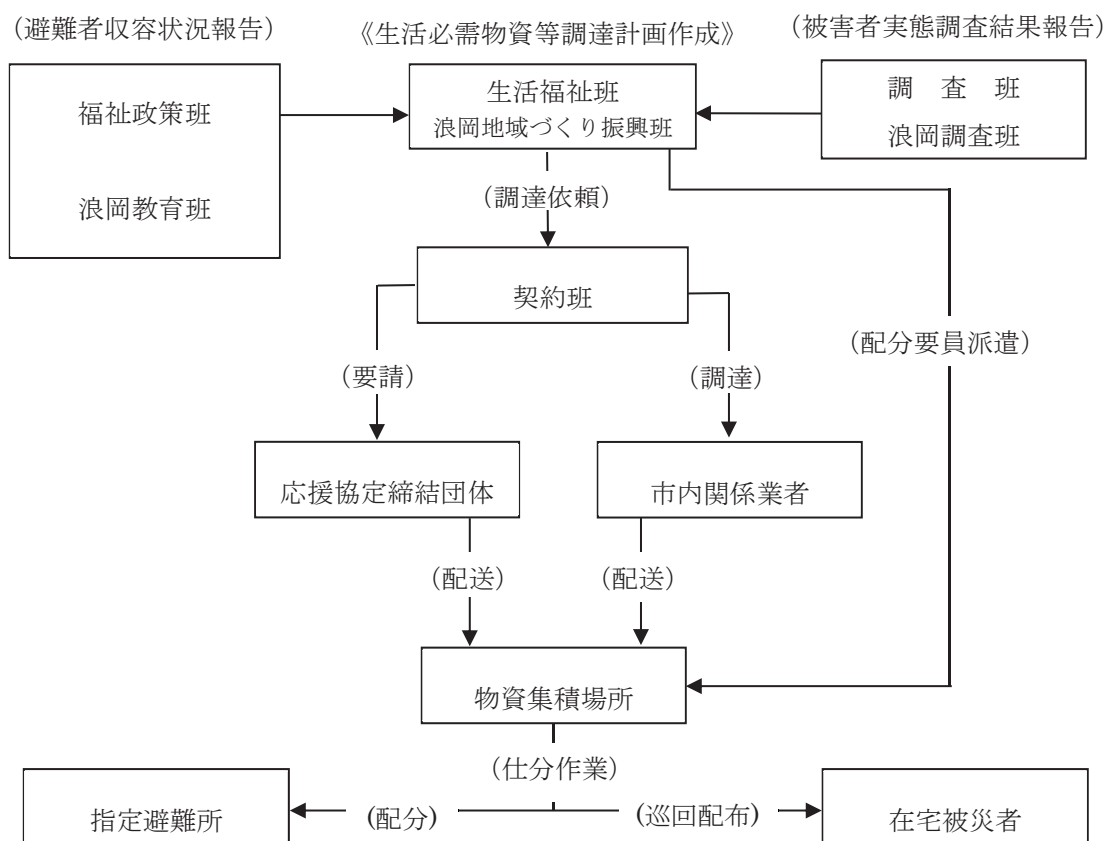 （避難者収容状況報告）
《生活必需物資等調達計画作成》
（被害者実態調査結果報告）
福祉政策班
浪岡教育班
生活福祉班
浪岡地域づくり振興班
調　査　班
浪岡調査班
（調達依頼）
契約班
（配分要員派遣）
（要請）
（調達）
応援協定締結団体
市内関係業者
（配送）
（配送）
物資集積場所
（仕分作業）
指定避難所
(配分)
(巡回配布)
在宅被災者